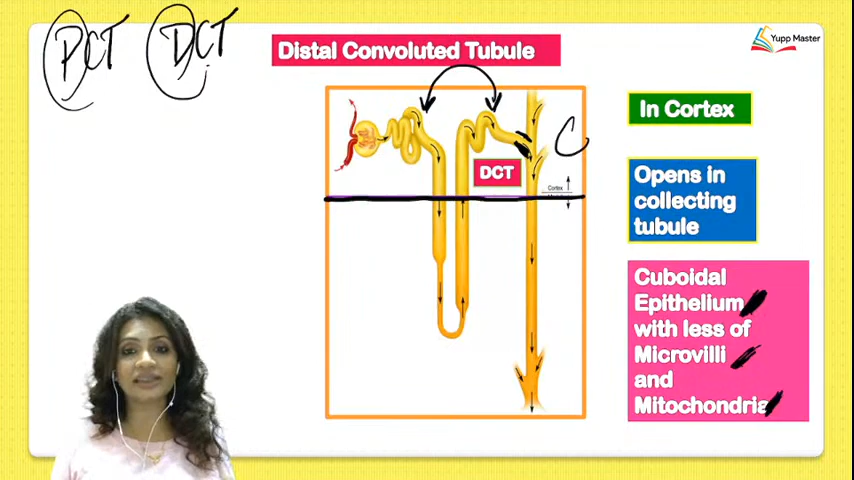 PCT DCT
Distal Convoluted Tubule
Yupp Master
In Cortex
C
DCT
Cortex
Opens in
collecting
tubule
Cuboidal
Epithelium
with less of
Microvilli
and
Mitochondria